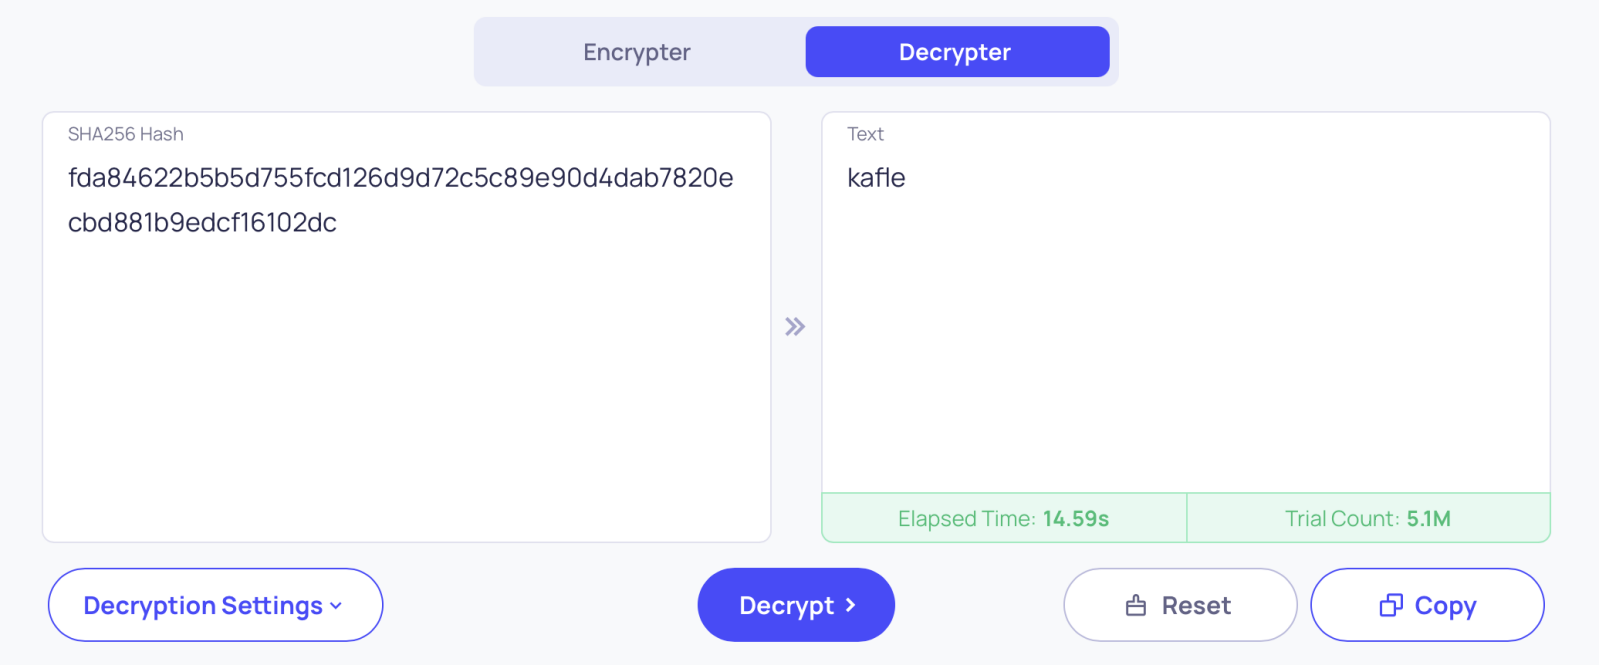 Encrypter
Decrypter
SHA256 Hash
fda84622b5b5d755fcd126d9d72c5c89e90d4dab7820e
cbd881b9edcf16102dc
Text
kafle
Elapsed Time: 14.59s
Trial Count: 5.1M
Decryption Settings
Decrypt
Reset
Copy